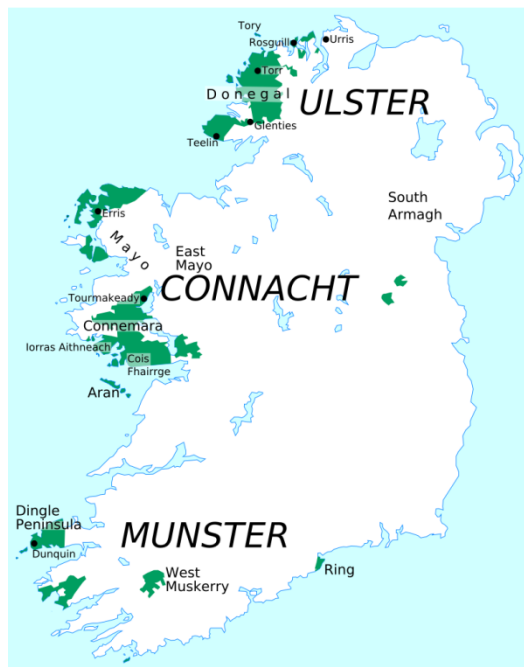 Tory
Rosguill
Urris
Torr
Donegal
ULSTER
Glenties
Teelin
South
Armagh
Erris
Mayo
East
Mayo
CONNACHT
Tourmakeady
Connemara
Iorras Aithneach
Cois
Fhairrge
Aran
Dingle
Peninsula
MUNSTER
Dunquin
West
Muskerry
Ring